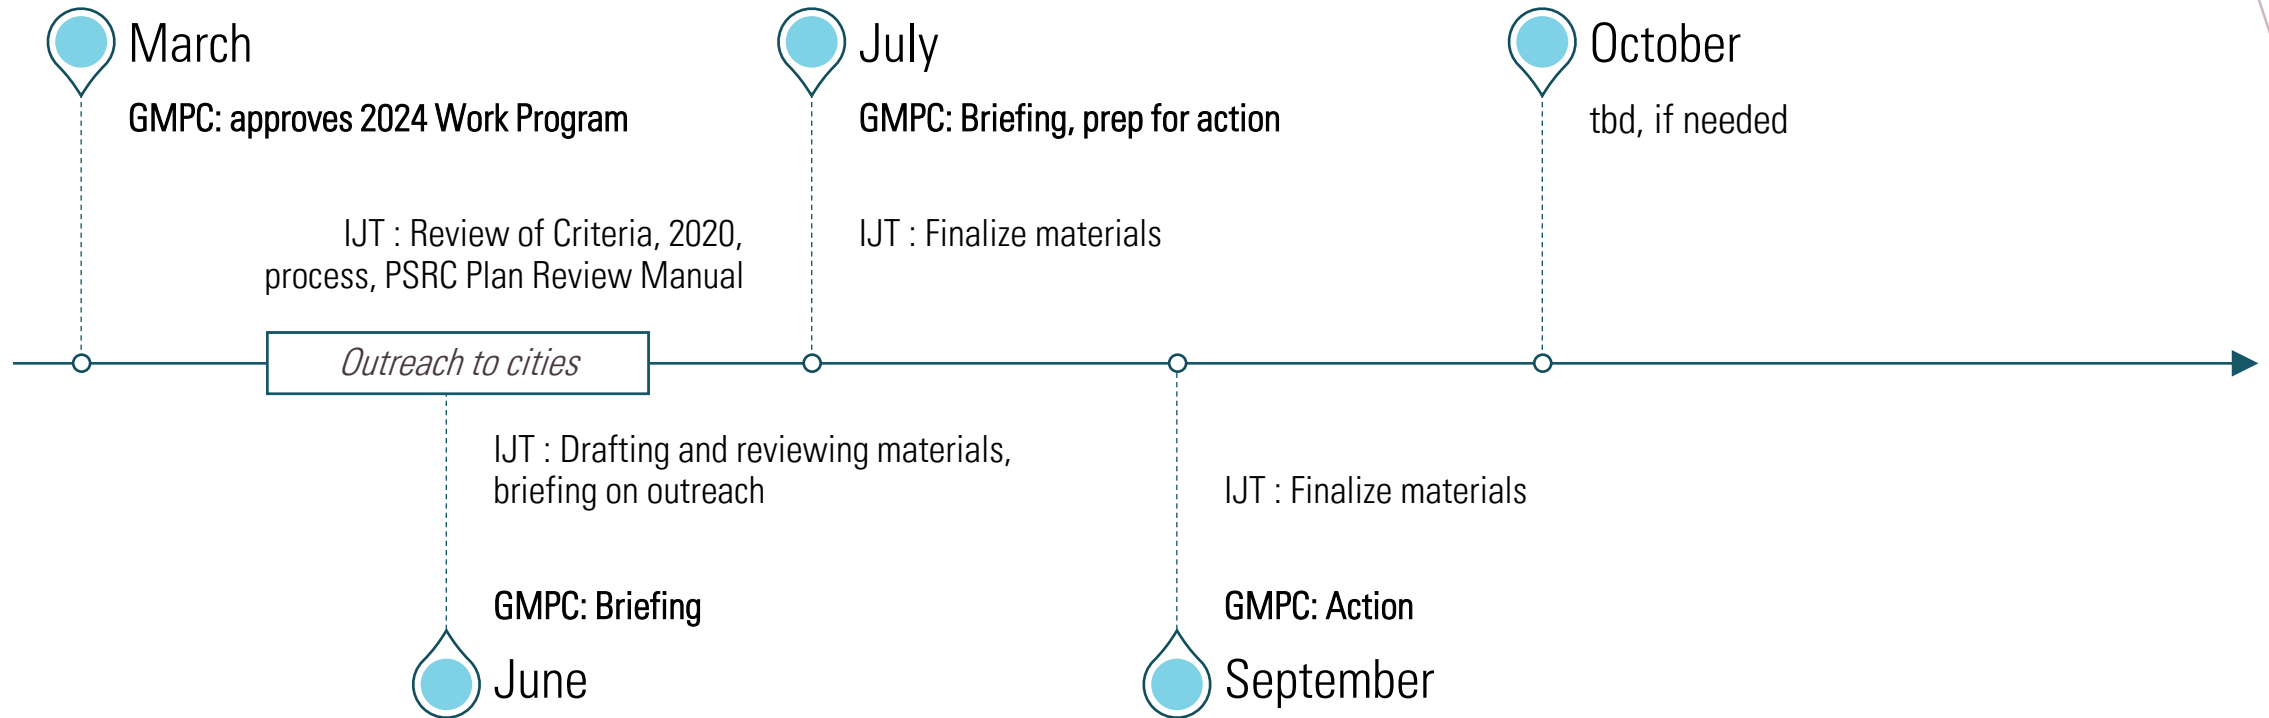 March
GMPC: approves 2024 Work Program
IJT : Review of Criteria, 2020,
process, PSRC Plan Review Manual
July
GMPC: Briefing, prep for action
IJT : Finalize materials
October
tbd, if needed
Outreach to cities
IJT : Drafting and reviewing materials,
briefing on outreach
GMPC: Briefing
June
IJT : Finalize materials
GMPC: Action
September